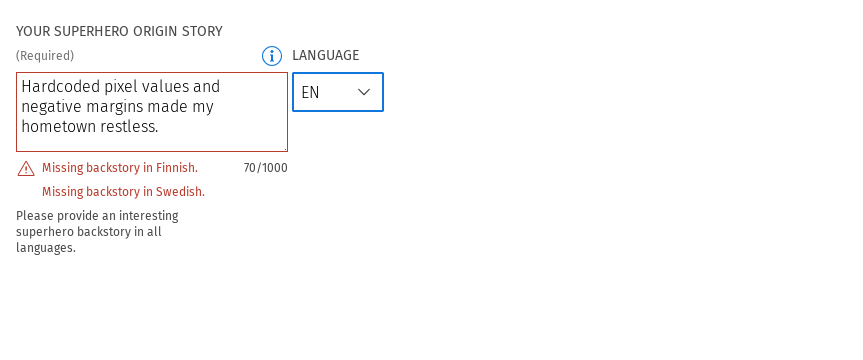 YOUR SUPERHERO ORIGIN STORY
(Required)
LANGUAGE
Hardcoded pixel values and
negative margins made my
hometown restless.
EN
Missing backstory in Finnish.
70/1000
Missing backstory in Swedish.
Please provide an interesting
superhero backstory in all
languages.